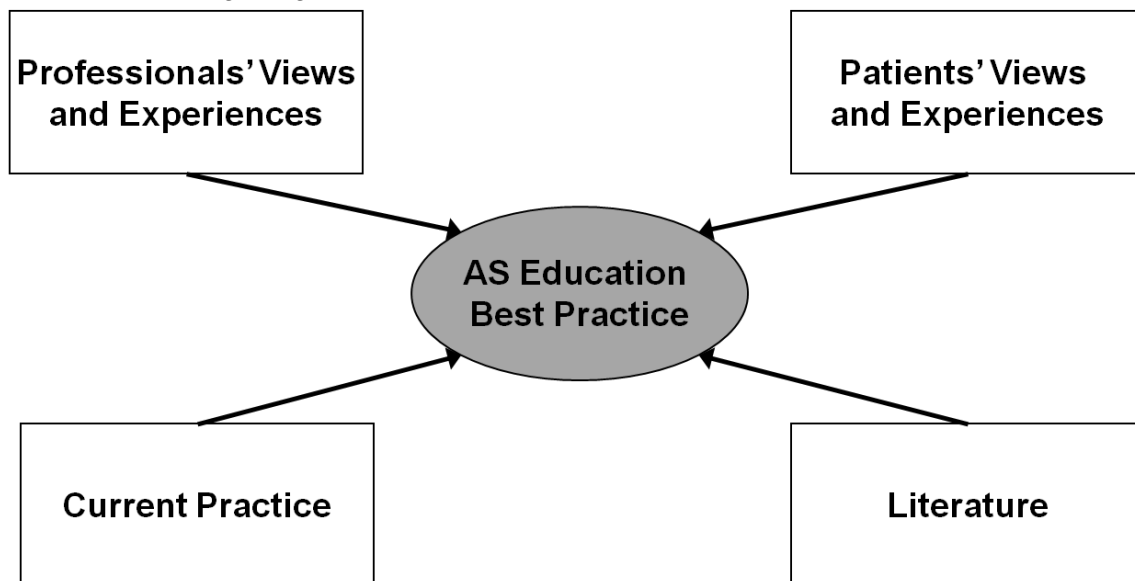 Professionals' Views
and Experiences
Patients' Views
and Experiences
AS Education
Best Practice
Current Practice
Literature